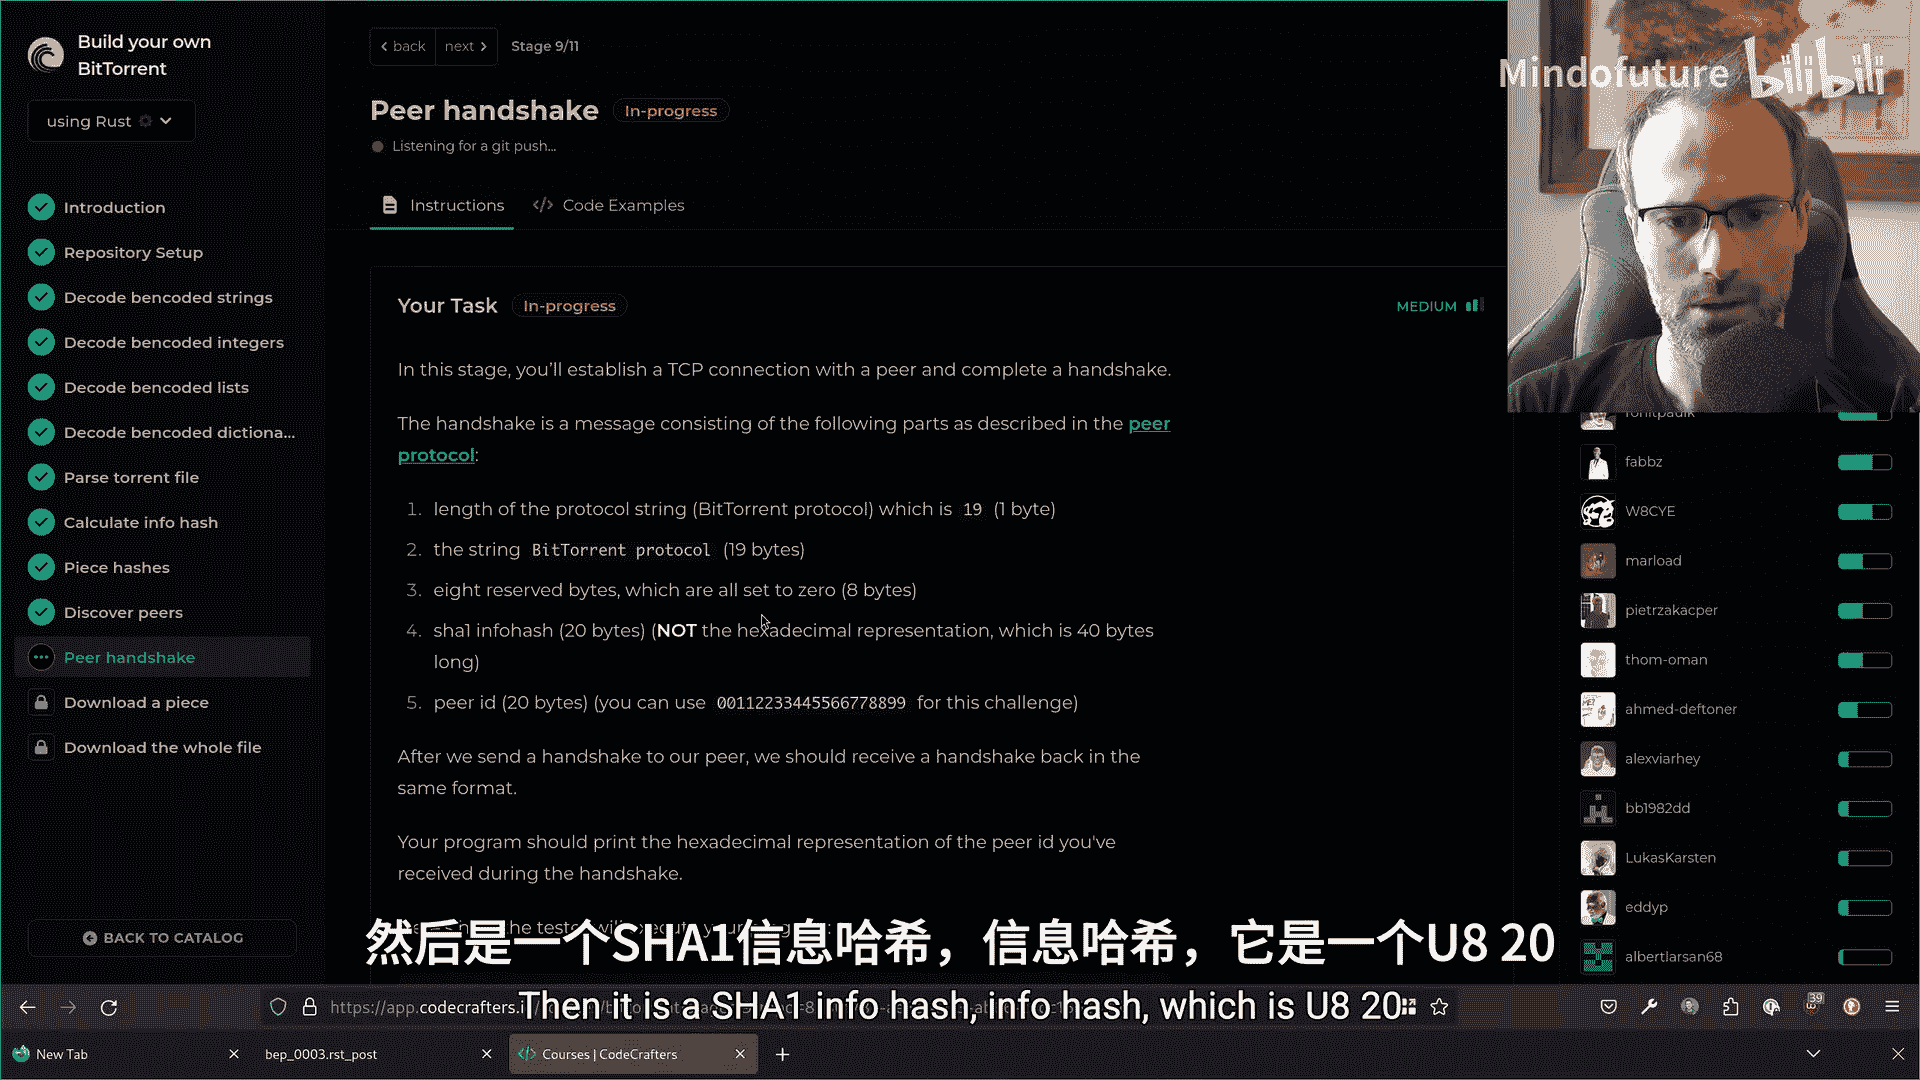 Build your own
BitTorrent
using Rust
Introduction
Repository Setup
Decode bencoded strings
Decode bencoded integers
Decode bencoded lists
Decode bencoded dictiona...
Parse torrent file
Calculate info hash
Piece hashes
Discover peers
Peer handshake
Download a piece
Download the whole file
BACK TO CATALOG
back
next
Stage 9/11
Peer handshake In-progress
Listening for a git push...
Instructions
Code Examples
Your Task In-progress
MEDIUM
In this stage, you'll establish a TCP connection with a peer and complete a handshake.
The handshake is a message consisting of the following parts as described in the peer
protocol:
1. length of the protocol string (BitTorrent protocol) which is 19 (1 byte)
2. the string BitTorrent protocol (19 bytes)
3. eight reserved bytes, which are all set to zero (8 bytes)
4. sha1 infohash (20 bytes) (NOT the hexadecimal representation, which is 40 bytes
long)
5. peer id (20 bytes) (you can use 00112233445566778899 for this challenge)
After we send a handshake to our peer, we should receive a handshake back in the
same format.
Your program should print the hexadecimal representation of the peer id you've
received during the handshake.
Mindofuture bilibili
fabbz
W8CYE
marload
pietrzakacper
thom-oman
ahmed-deftoner
alexviarhey
bb1982dd
LukasKarsten
eddyp
albertlarsan68
然后是一个SHA1信息哈希，信息哈希，它是一个U8 20
Then it is a SHA1 info hash, info hash, which is U8 20
https://app.codecrafters.i
39
New Tab
bep_0003.rst_post
Courses | CodeCrafters